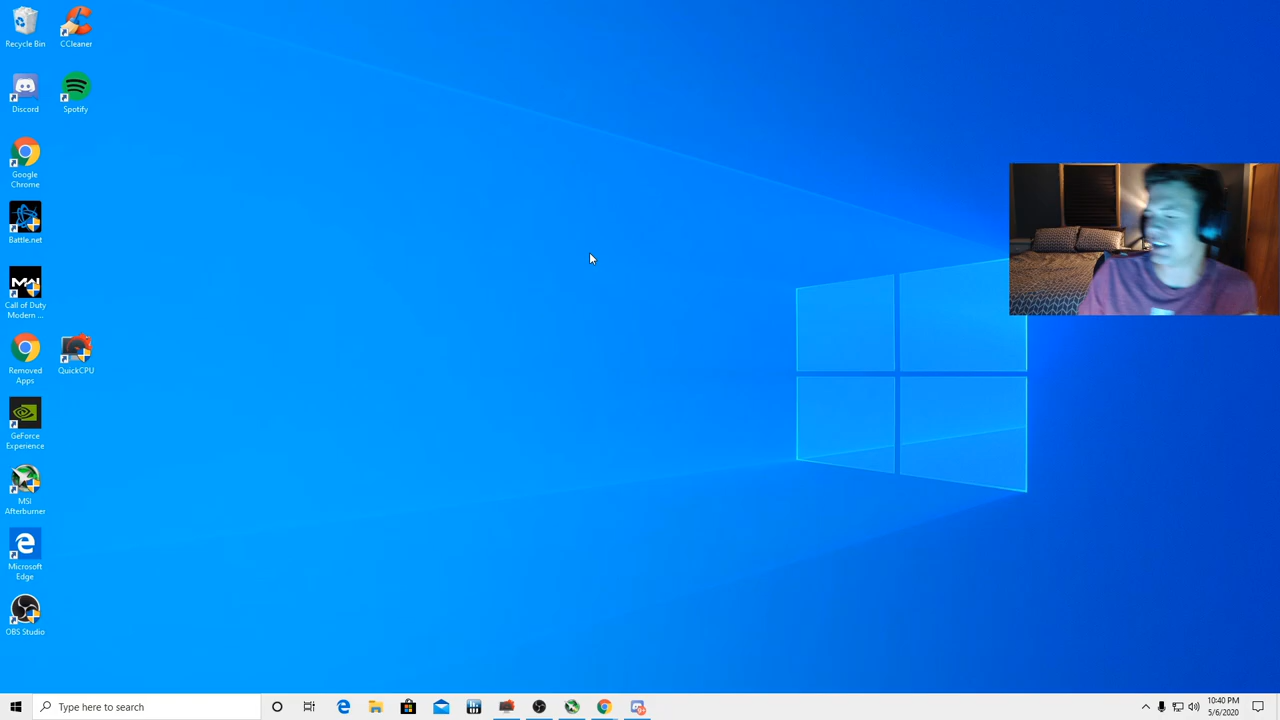 Recycle Bin
CCleaner
Discord
Spotify
Google
Chrome
Battle.net
Call of Duty
Modern ...
Removed
Apps
QuickCPU
GeForce
Experience
MSI
Afterburner
Microsoft
Edge
OBS Studio
Type here to search
10:40 PM
5/6/2020